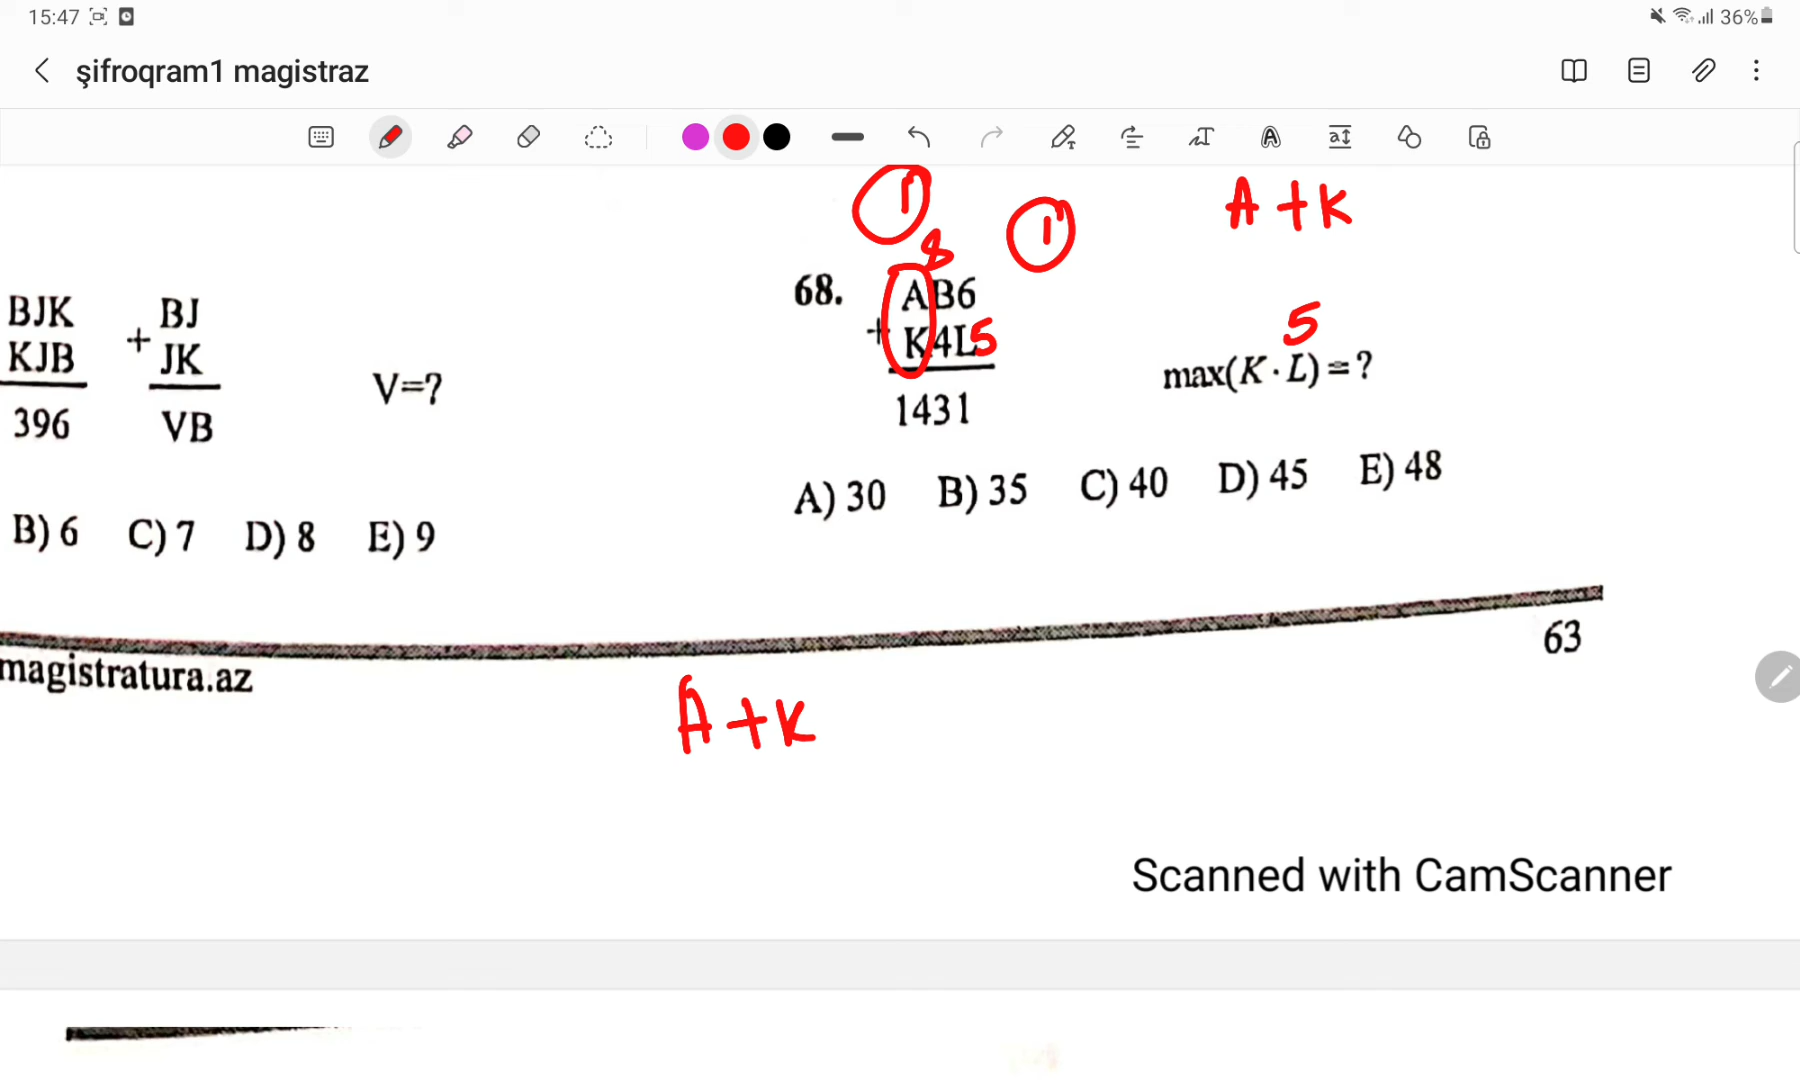 15:47 36%
şifroqram1 magistraz
BJK
KJB
396
BJ
+ JK
VB
V=?
B) 6 C) 7 D) 8 E) 9
1
1
A + K
8
68. AB6
+ K4L5
1431
5
max(K · L) = ?
A) 30 B) 35 C) 40 D) 45 E) 48
63
magistratura.az
A + K
Scanned with CamScanner